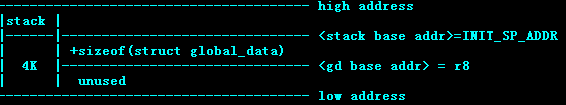 high address
|stack |
<stack base addr>=INIT_SP_ADDR
+sizeof(struct global_data)
4K <gd base addr> = r8
unused
low address